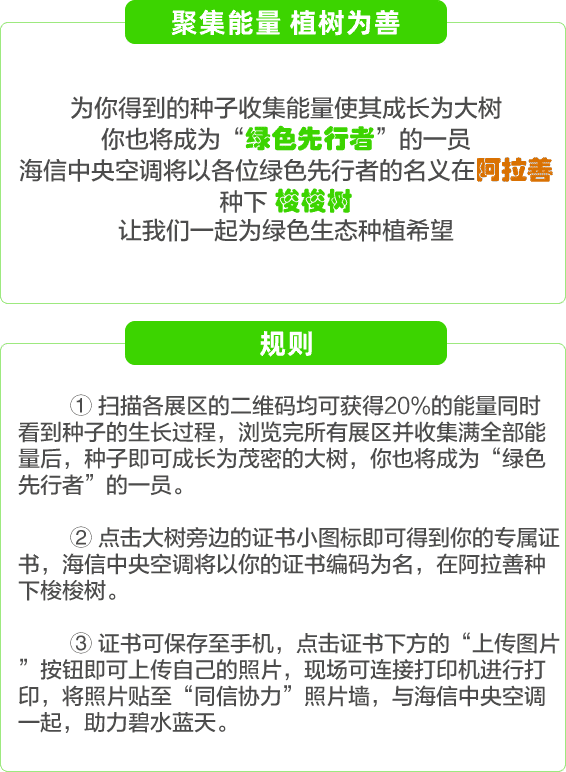 聚集能量 植树为善
为你得到的种子收集能量使其成长为大树
你也将成为“绿色先行者”的一员
海信中央空调将以各位绿色先行者的名义在阿拉善
种下 梭梭树
让我们一起为绿色生态种植希望
规则
① 扫描各展区的二维码均可获得20%的能量同时
看到种子的生长过程，浏览完所有展区并收集满全部能
量后，种子即可成长为茂密的大树，你也将成为“绿色
先行者”的一员。
② 点击大树旁边的证书小图标即可得到你的专属证
书，海信中央空调将以你的证书编码为名，在阿拉善种
下梭梭树。
③ 证书可保存至手机，点击证书下方的“上传图片
”按钮即可上传自己的照片，现场可连接打印机进行打
印，将照片贴至“同信协力”照片墙，与海信中央空调
一起，助力碧水蓝天。